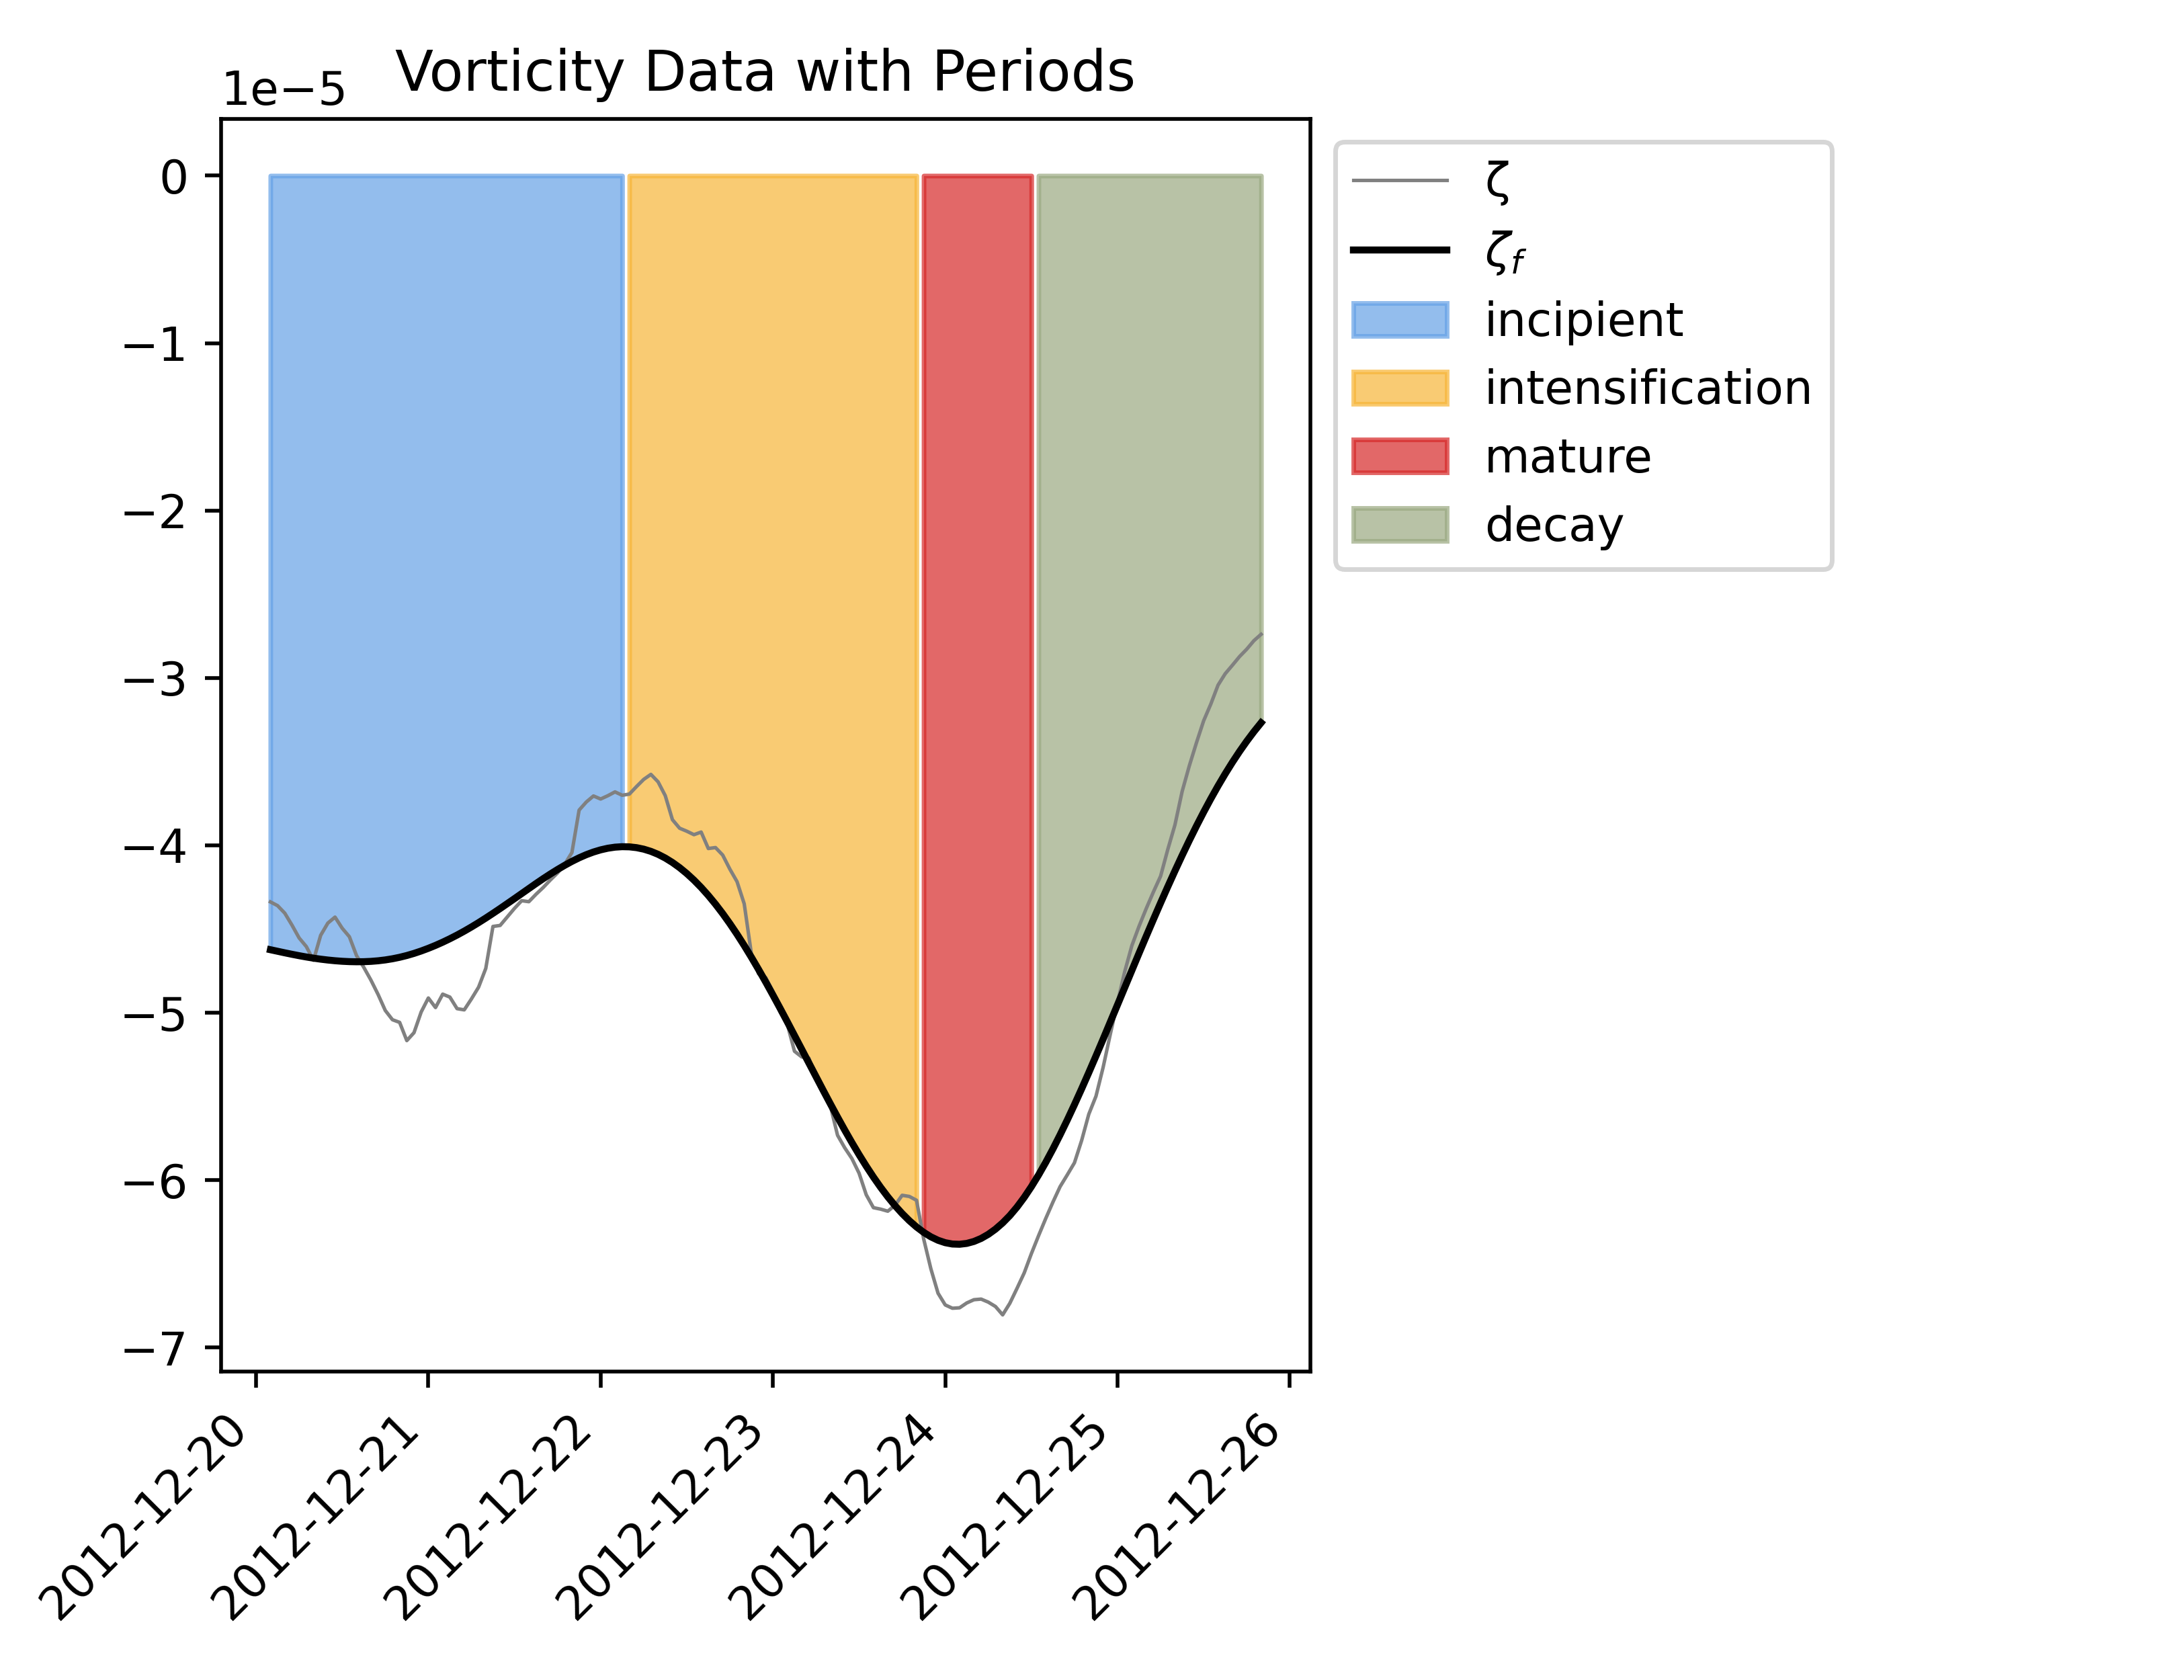 Vorticity Data with Periods
1e−5
0
−1
−2
−3
−4
−5
−6
−7
2012-12-20
2012-12-21
2012-12-22
2012-12-23
2012-12-24
2012-12-25
2012-12-26
ζ
ζf
incipient
intensification
mature
decay